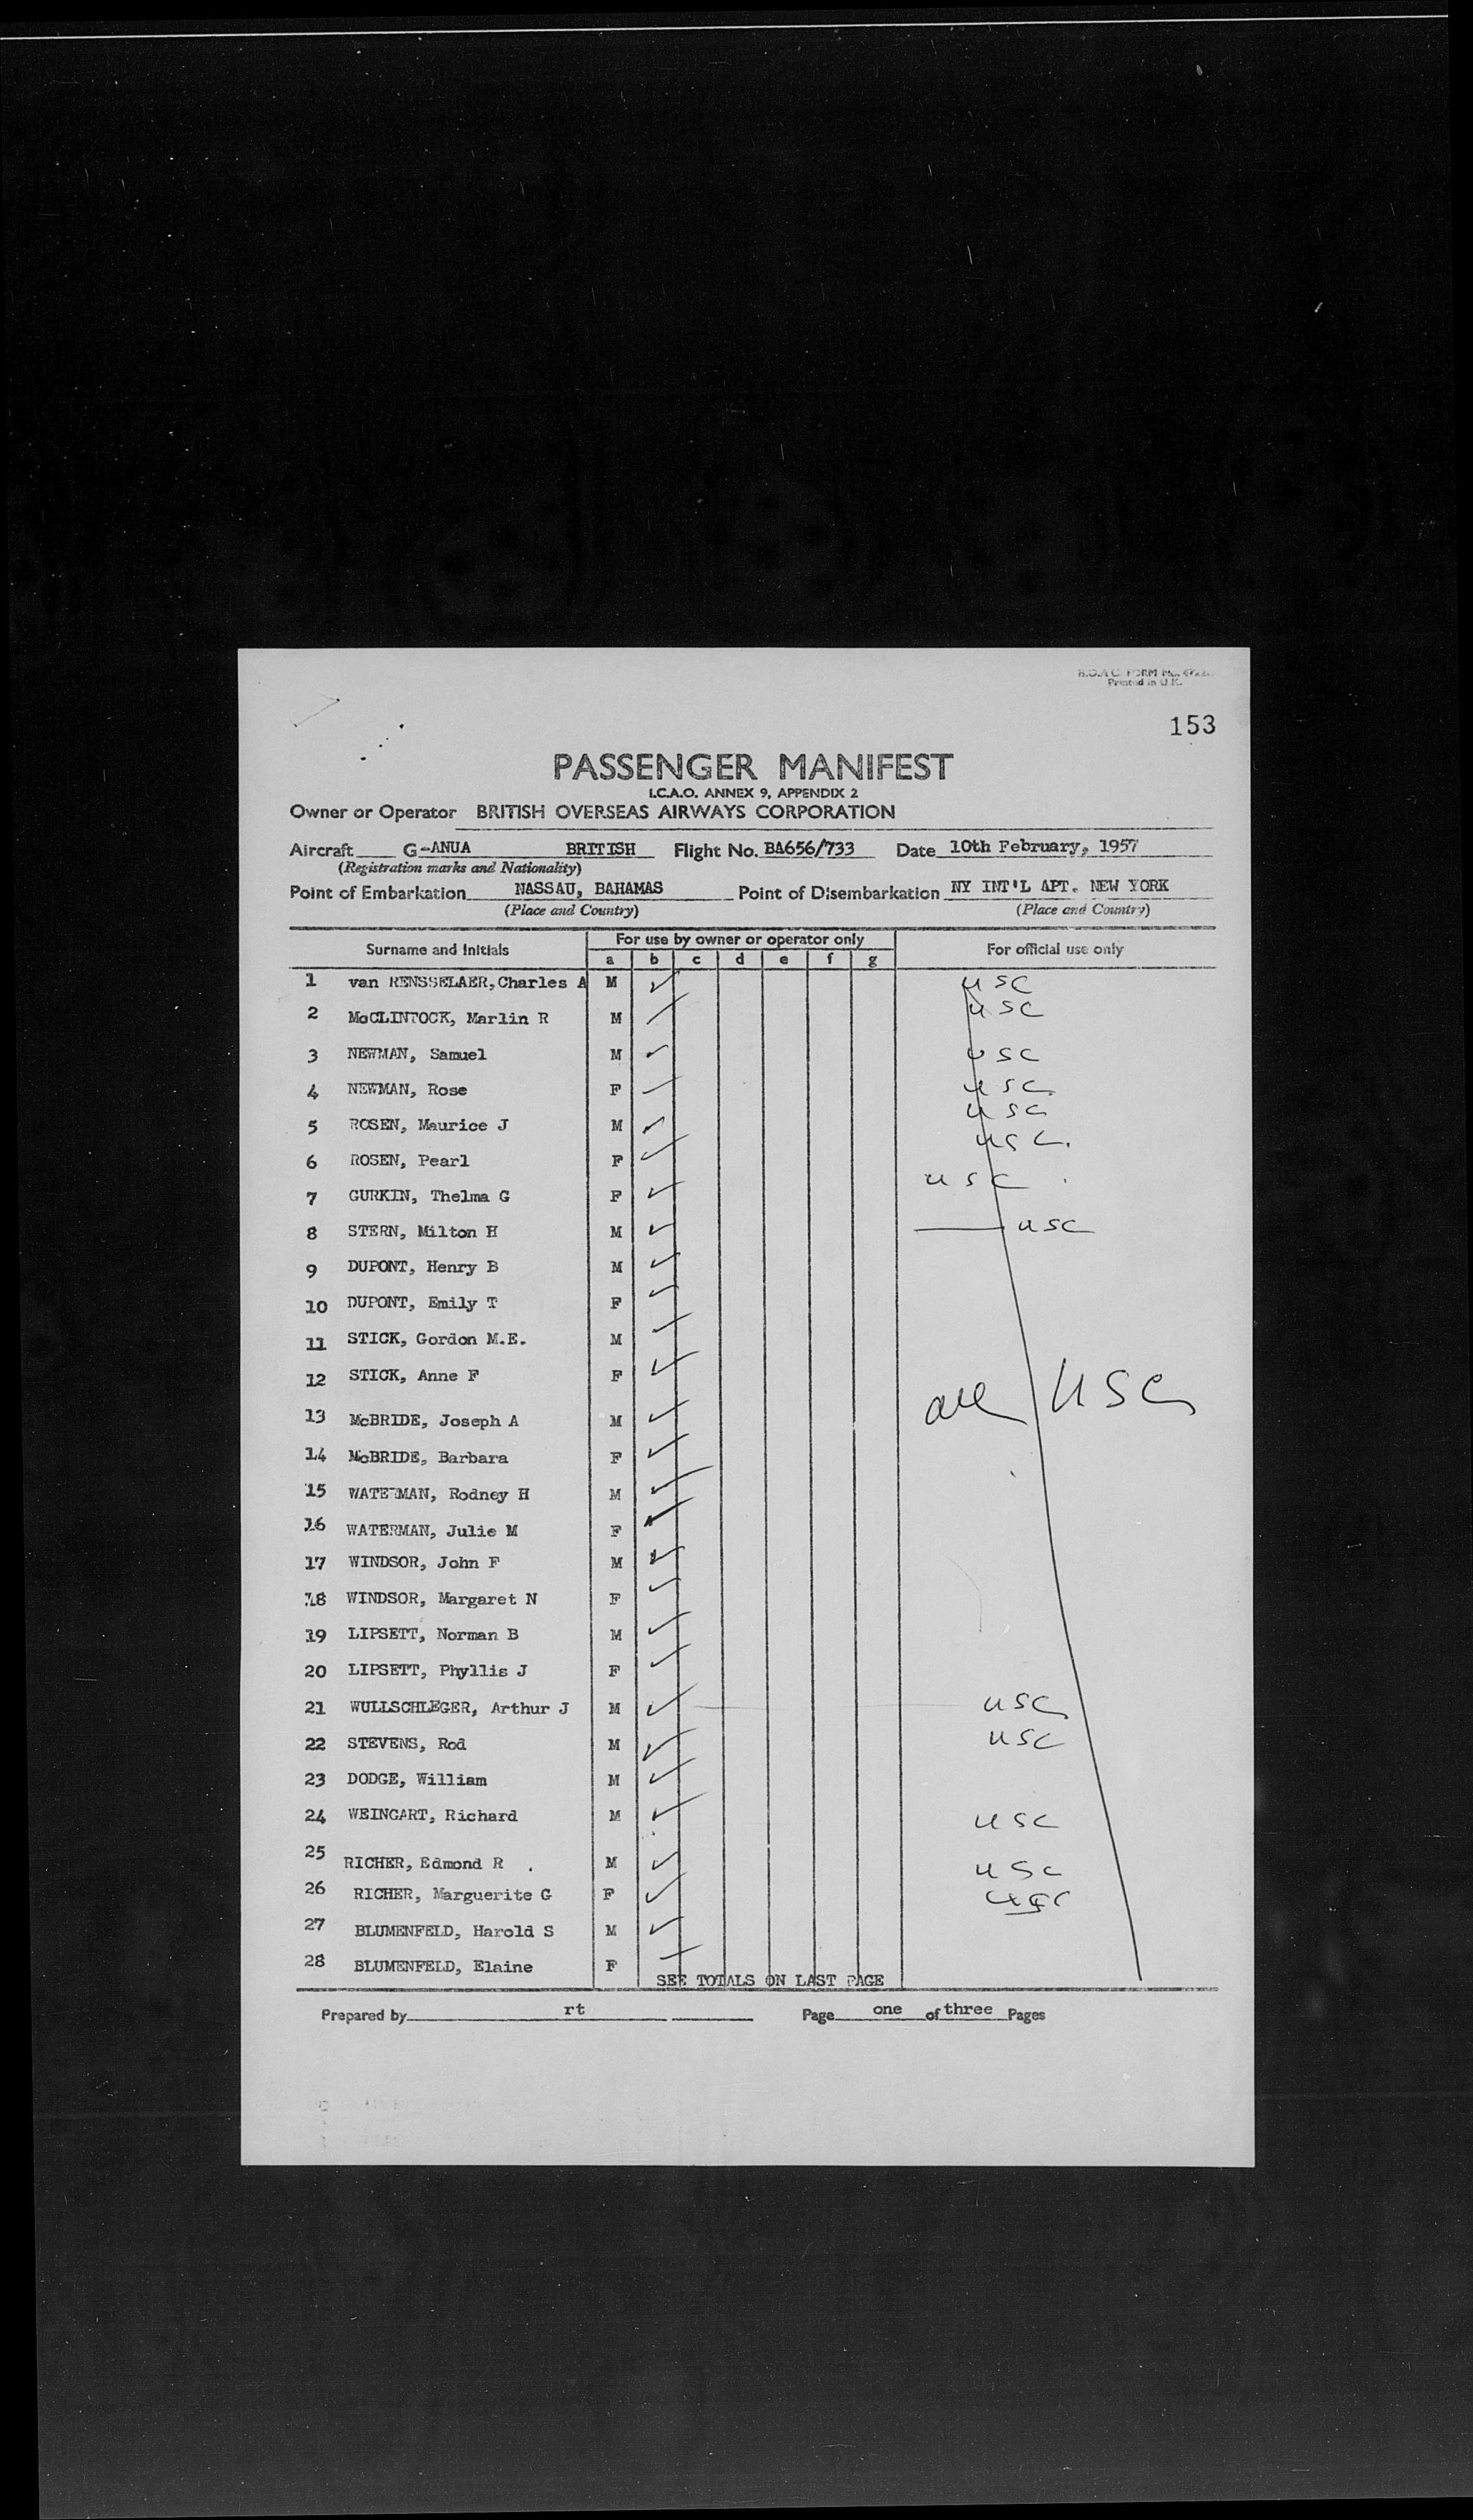 B.O.A.C. FORM No.
Printed in U.K.
153
PASSENGER MANIFEST
I.C.A.O. ANNEX 9, APPENDIX 2
Owner or Operator BRITISH OVERSEAS AIRWAYS CORPORATION
Aircraft G-ANUA BRITISH Flight No. BA656/733 Date 10th February, 1957
(Registration marks and Nationality)
Point of Embarkation NASSAU, BAHAMAS Point of Disembarkation NY INT'L APT. NEW YORK
(Place and Country) (Place and Country)
Surname and Initials For use by owner or operator only For official use only
a b c d e f g
1 van RENSSELAER, Charles A M ✓ USC
2 McCLINTOCK, Marlin R M ✓ USC
3 NEWMAN, Samuel M ✓ USC
4 NEWMAN, Rose F ✓ USC
5 ROSEN, Maurice J M ✓ USC
6 ROSEN, Pearl F ✓ USC.
7 GURKIN, Thelma G F ✓ USC
8 STERN, Milton H M ✓ USC
9 DUPONT, Henry B M ✓
10 DUPONT, Emily T F ✓
11 STICK, Gordon M.E. M ✓
12 STICK, Anne F F ✓
all USC
13 McBRIDE, Joseph A M ✓
14 McBRIDE, Barbara F ✓
15 WATERMAN, Rodney H M ✓
16 WATERMAN, Julie M F ✓
17 WINDSOR, John F M ✓
18 WINDSOR, Margaret N F ✓
19 LIPSETT, Norman B M ✓
20 LIPSETT, Phyllis J F ✓
21 WULLSCHLEGER, Arthur J M ✓ USC
22 STEVENS, Rod M ✓ USC
23 DODGE, William M ✓
24 WEINGART, Richard M ✓ USC
25 RICHER, Edmond R . M ✓ USC
26 RICHER, Marguerite G F ✓ USC
27 BLUMENFELD, Harold S M ✓
28 BLUMENFELD, Elaine F ✓
SEE TOTALS ON LAST PAGE
Prepared by rt Page one of three Pages